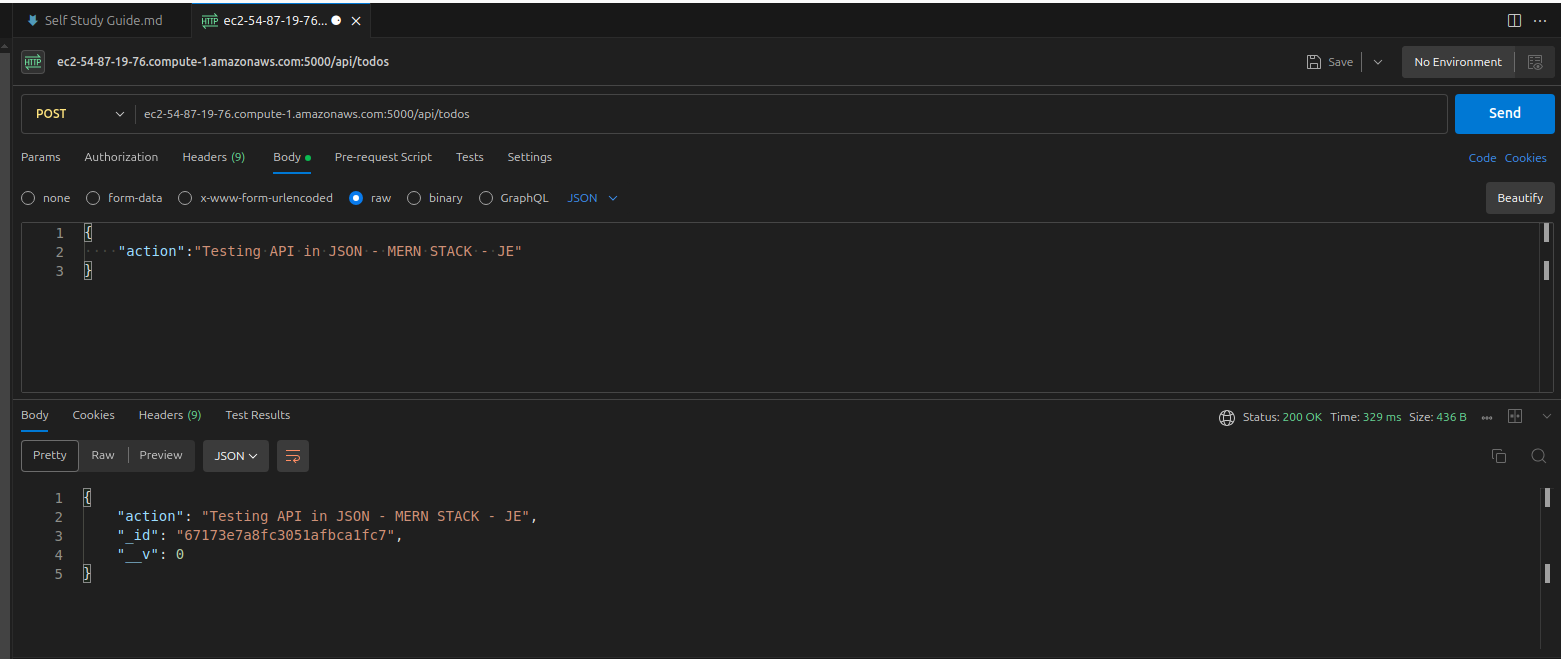 Self Study Guide.md HTTP ec2-54-87-19-76...
HTTP ec2-54-87-19-76.compute-1.amazonaws.com:5000/api/todos Save No Environment
POST ec2-54-87-19-76.compute-1.amazonaws.com:5000/api/todos Send
Params Authorization Headers (9) Body Pre-request Script Tests Settings Code Cookies
none form-data x-www-form-urlencoded raw binary GraphQL JSON Beautify
1 {
2 "action":"Testing API in JSON - MERN STACK - JE"
3 }
Body Cookies Headers (9) Test Results Status: 200 OK Time: 329 ms Size: 436 B
Pretty Raw Preview JSON
1 {
2 "action": "Testing API in JSON - MERN STACK - JE",
3 "_id": "67173e7a8fc3051afbca1fc7",
4 "__v": 0
5 }